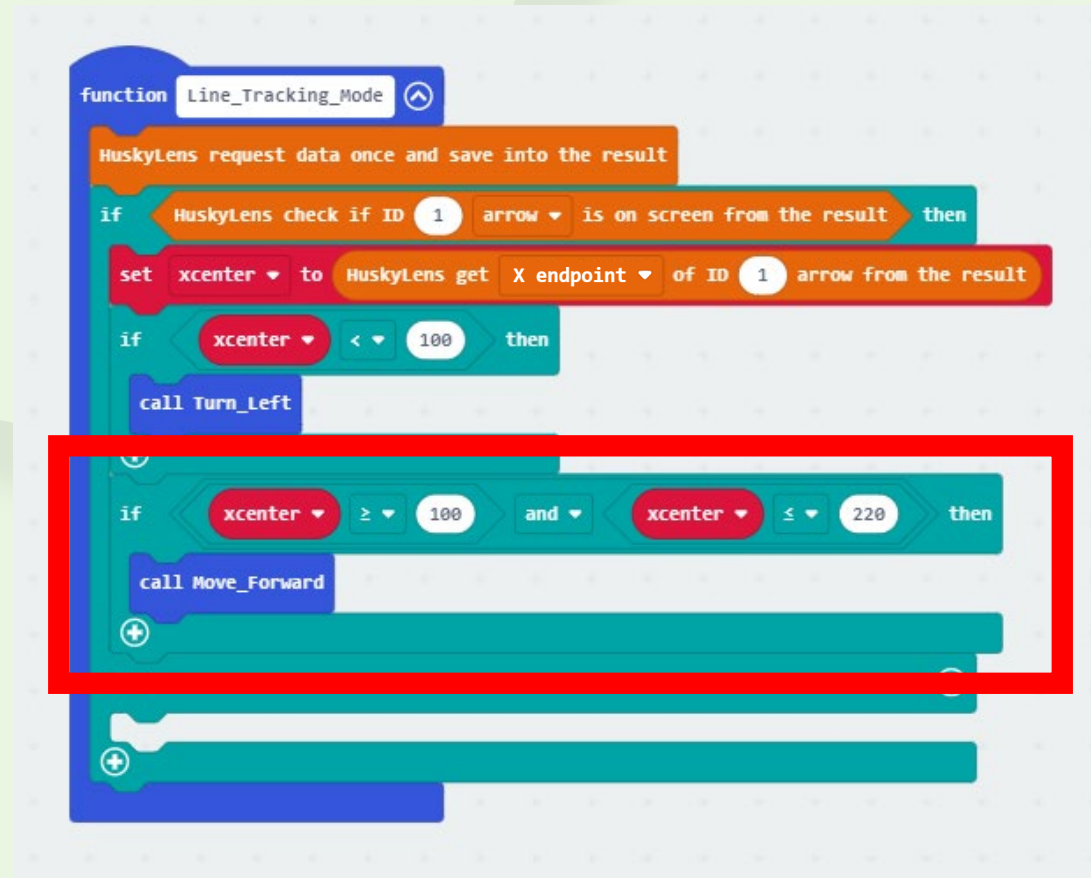 function Line_Tracking_Mode
HuskyLens request data once and save into the result
if HuskyLens check if ID 1 arrow is on screen from the result then
set xcenter to HuskyLens get X endpoint of ID 1 arrow from the result
if xcenter < 100 then
call Turn_Left
if xcenter ≥ 100 and xcenter ≤ 220 then
call Move_Forward